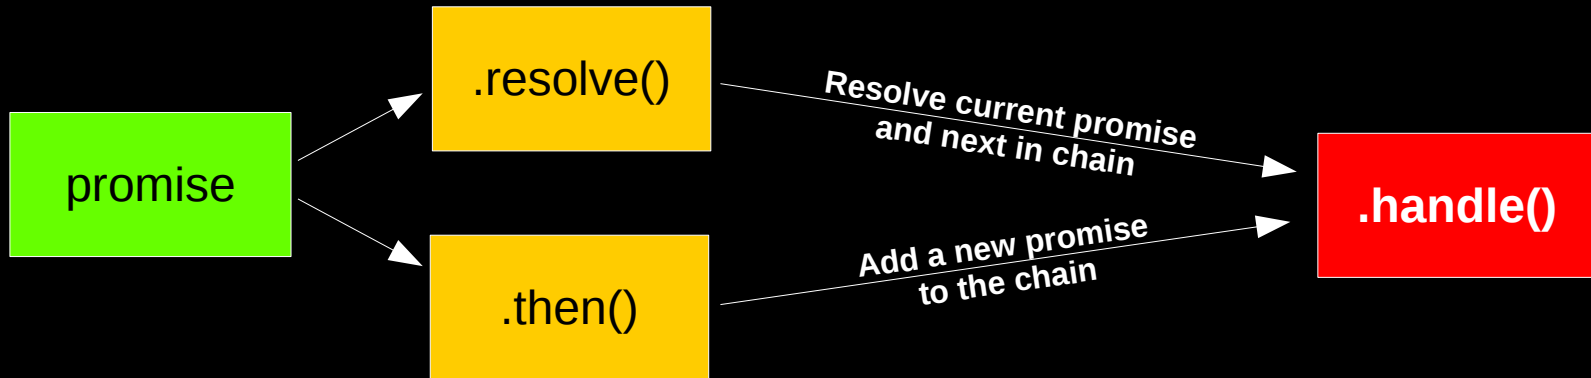 promise
.resolve()
.then()
Resolve current promise
and next in chain
Add a new promise
to the chain
.handle()